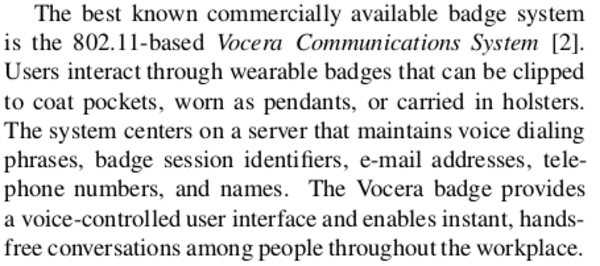 The best known commercially available badge system
is the 802.11-based Vocera Communications System [2].
Users interact through wearable badges that can be clipped
to coat pockets, worn as pendants, or carried in holsters.
The system centers on a server that maintains voice dialing
phrases, badge session identifiers, e-mail addresses, tele-
phone numbers, and names. The Vocera badge provides
a voice-controlled user interface and enables instant, hands-
free conversations among people throughout the workplace.